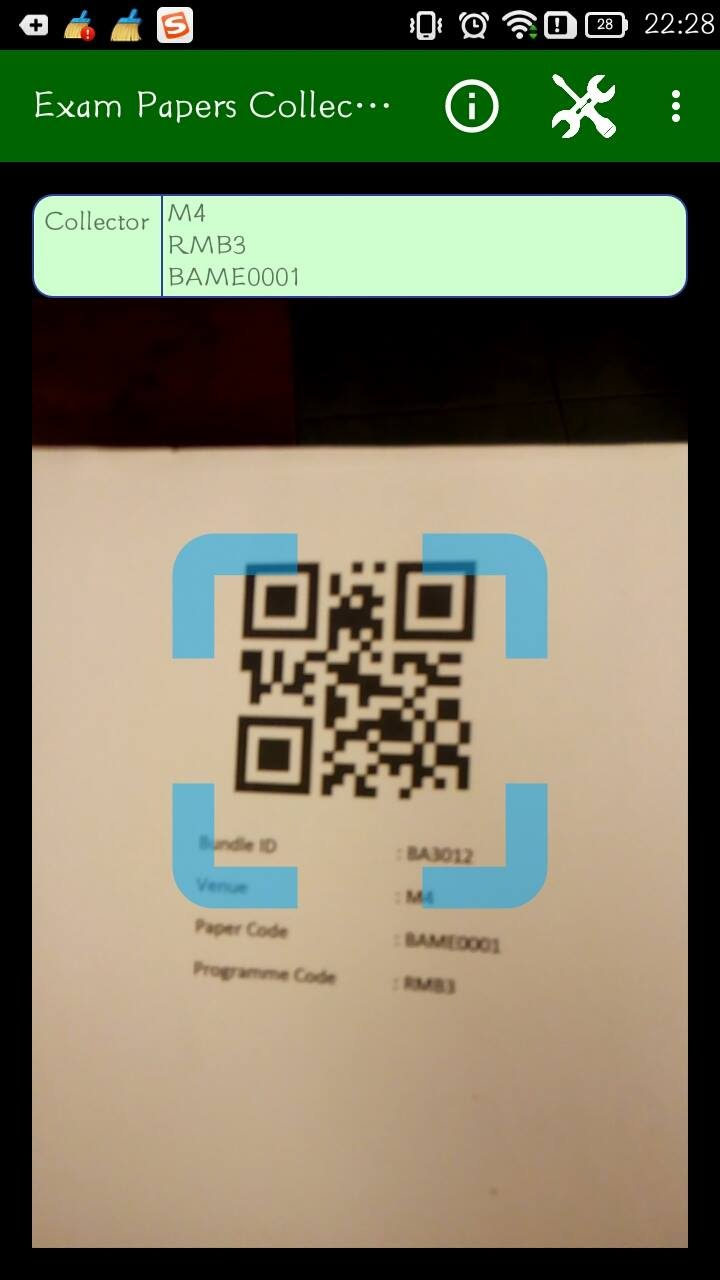 28 22:28
Exam Papers Collec···
Collector
M4
RMB3
BAME0001
Bundle ID : BA3012
Venue : M4
Paper Code : BAME0001
Programme Code : RMB3